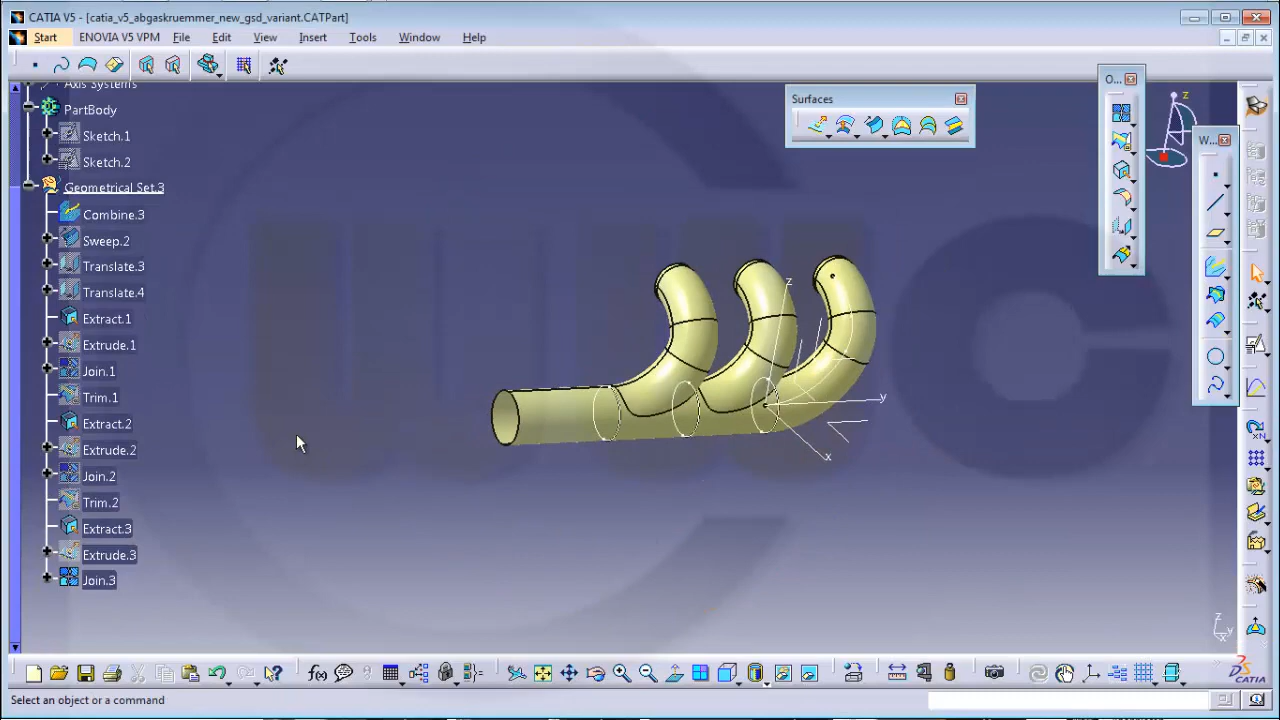 CATIA V5 - [catia_v5_abgaskruemmer_new_gsd_variant.CATPart]
Start ENOVIA V5 VPM File Edit View Insert Tools Window Help
Axis Systems
PartBody
Sketch.1
Sketch.2
Geometrical Set.3
Combine.3
Sweep.2
Translate.3
Translate.4
Extract.1
Extrude.1
Join.1
Trim.1
Extract.2
Extrude.2
Join.2
Trim.2
Extract.3
Extrude.3
Join.3
Surfaces
O...
W...
z
z
y
x
z
x
y
f(x)
CATIA
Select an object or a command